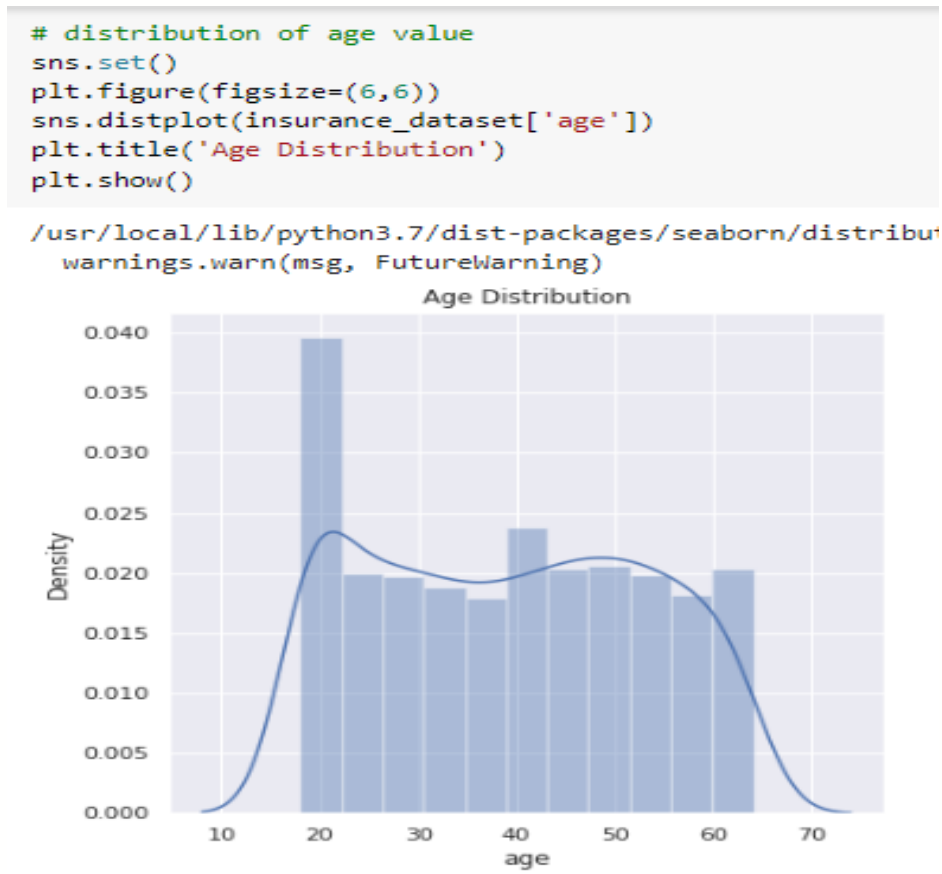 # distribution of age value
sns.set()
plt.figure(figsize=(6,6))
sns.distplot(insurance_dataset['age'])
plt.title('Age Distribution')
plt.show()
/usr/local/lib/python3.7/dist-packages/seaborn/distribut
warnings.warn(msg, FutureWarning)
Age Distribution
0.040
0.035
0.030
0.025
0.020
0.015
0.010
0.005
0.000
Density
10 20 30 40 50 60 70
age